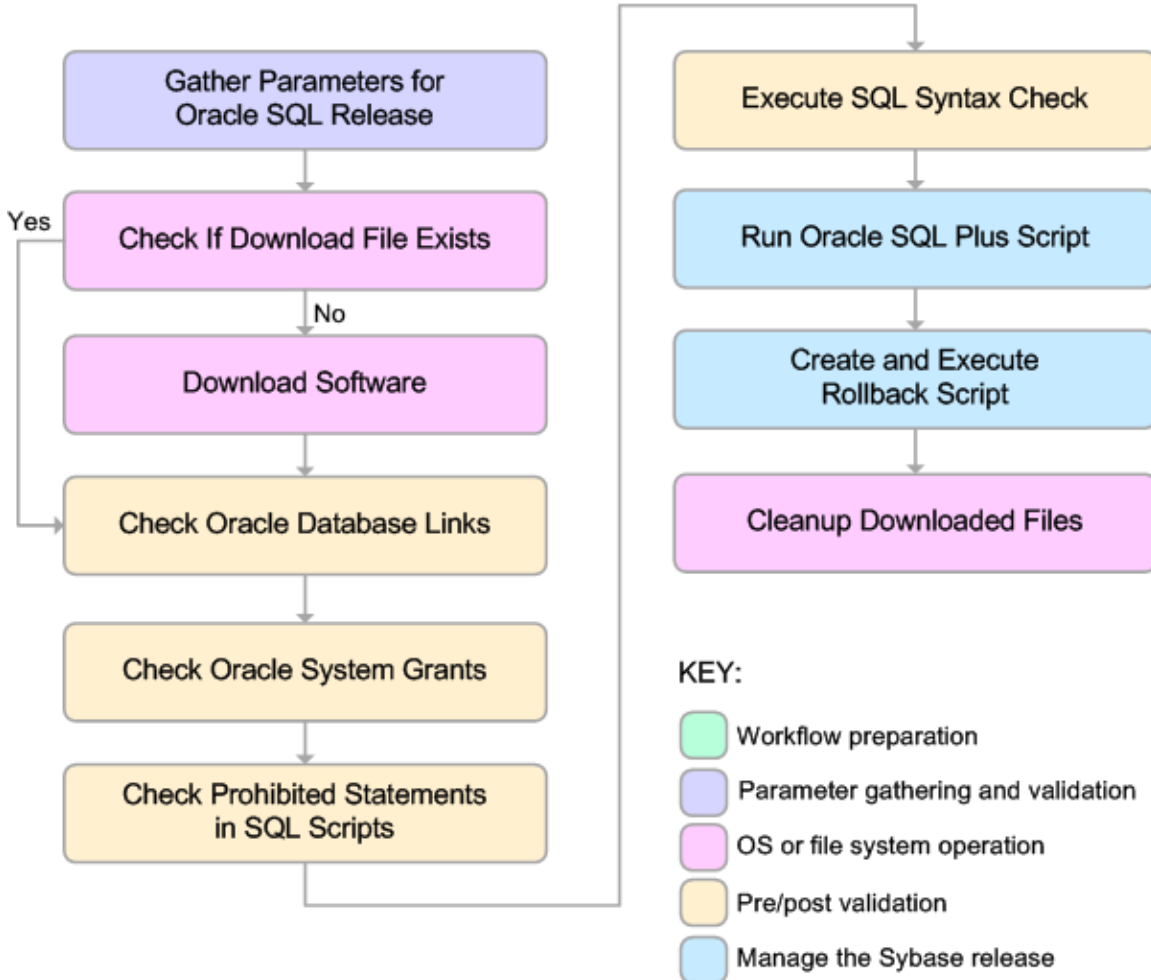 Gather Parameters for
Oracle SQL Release
Yes
Check If Download File Exists
No
Download Software
Check Oracle Database Links
Check Oracle System Grants
Check Prohibited Statements
in SQL Scripts
Execute SQL Syntax Check
Run Oracle SQL Plus Script
Create and Execute
Rollback Script
Cleanup Downloaded Files
KEY:
Workflow preparation
Parameter gathering and validation
OS or file system operation
Pre/post validation
Manage the Sybase release